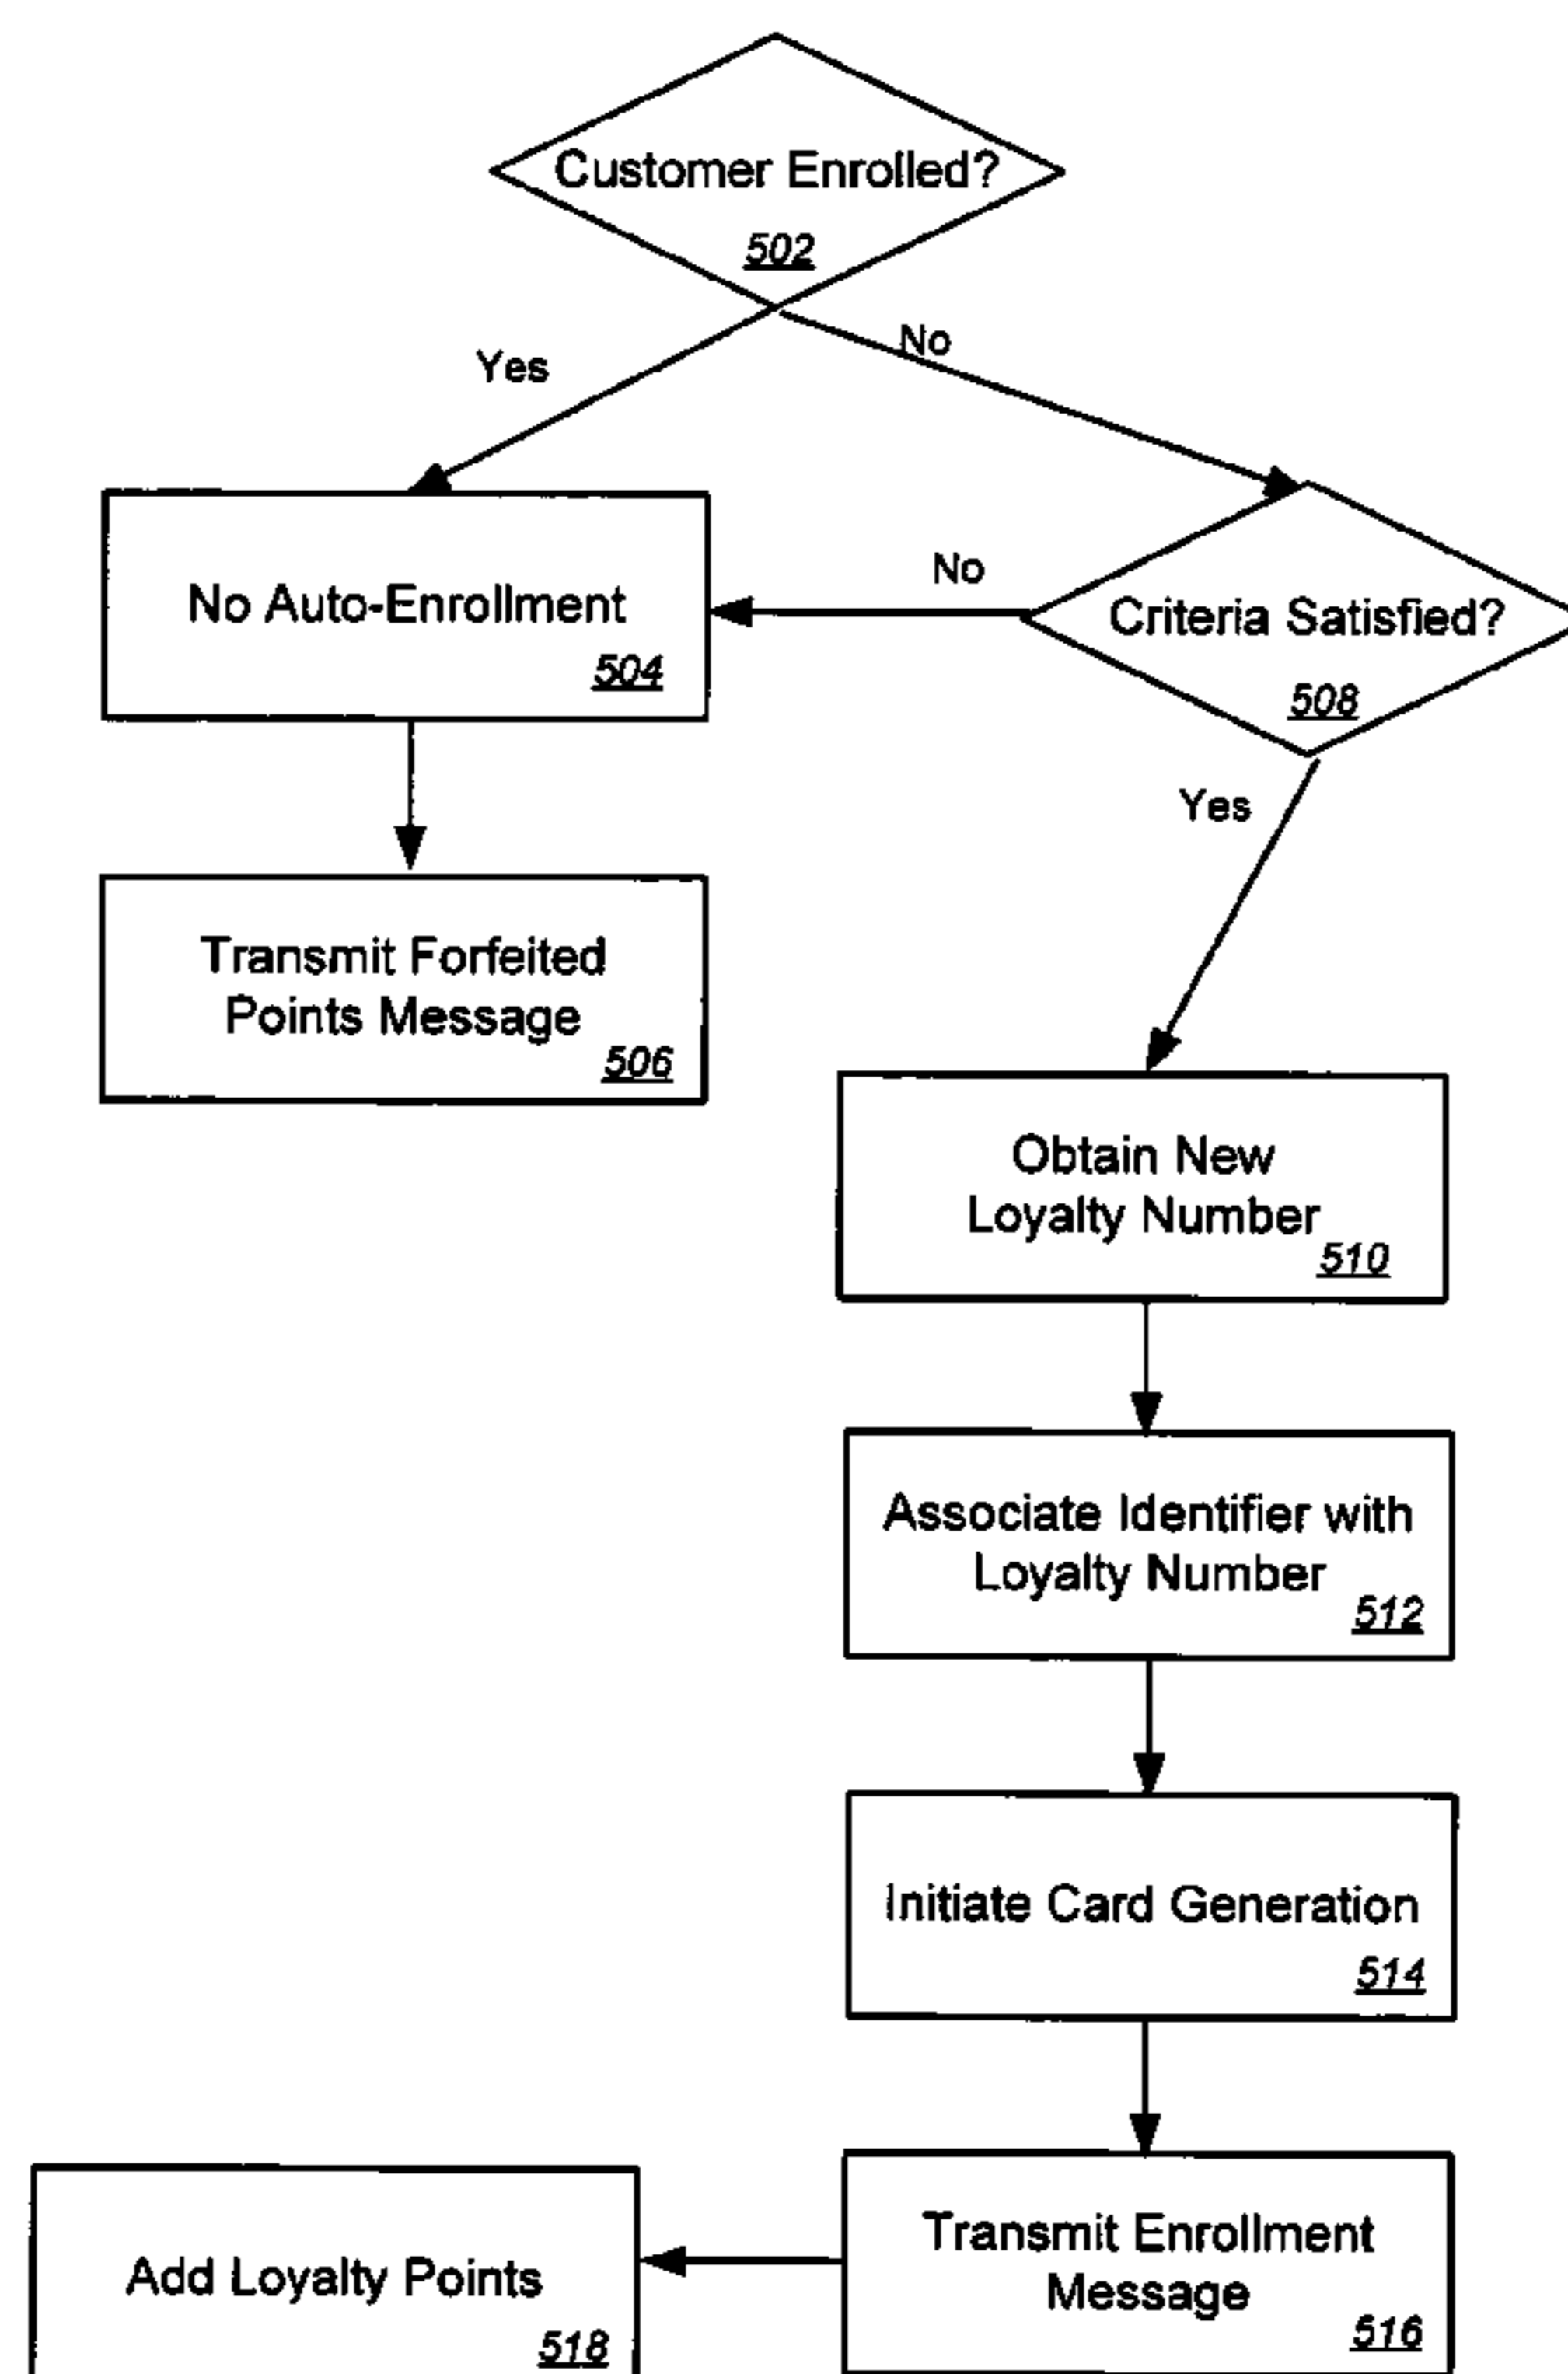 Customer Enrolled?
502
Yes
No
No Auto-Enrollment
504
No
Criteria Satisfied?
508
Yes
Transmit Forfeited
Points Message
506
Obtain New
Loyalty Number
510
Associate Identifier with
Loyalty Number
512
Initiate Card Generation
514
Transmit Enrollment
Message
516
Add Loyalty Points
518